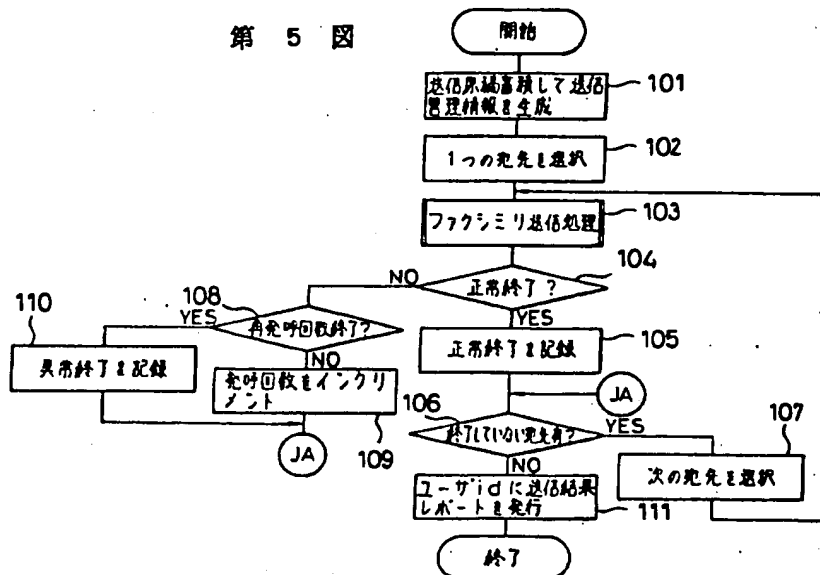 第 5 図
開始
送信原稿蓄積して送信
管理情報を生成
101
1つの宛先を選択
102
ファクシミリ送信処理
103
正常終了?
104
NO
YES
108
再発呼回数終了?
YES
NO
110
異常終了を記録
発呼回数をインクリ
メント
109
JA
正常終了を記録
105
JA
106
終了していない宛先有?
YES
NO
107
次の宛先を選択
ユーザidに送信結果
レポートを発行
111
終了